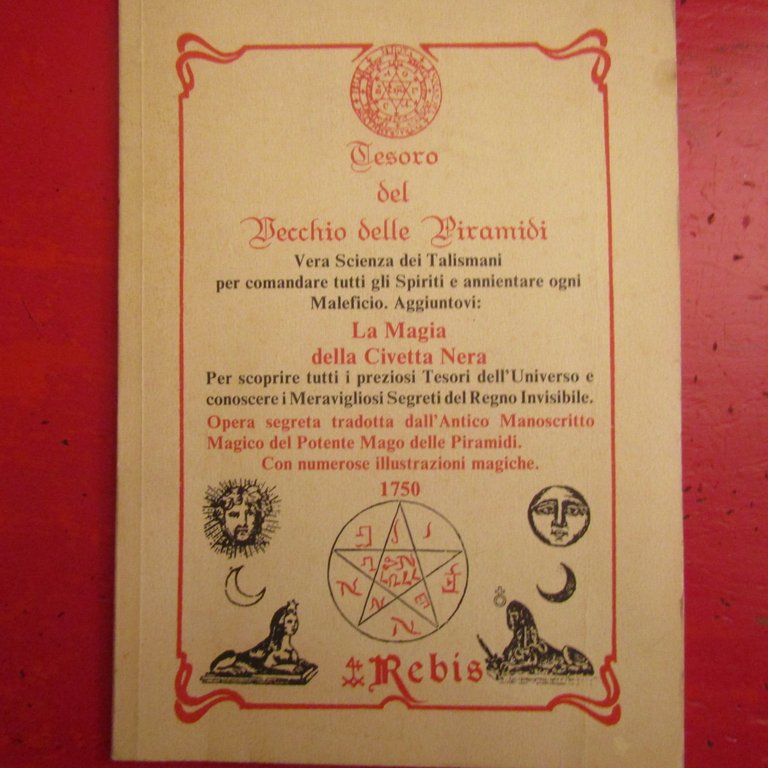 Tesoro
del
Vecchio delle Piramidi
Vera Scienza dei Talismani
per comandare tutti gli Spiriti e annientare ogni
Maleficio. Aggiuntovi:
La Magia
della Civetta Nera
Per scoprire tutti i preziosi Tesori dell'Universo e
conoscere i Meravigliosi Segreti del Regno Invisibile.
Opera segreta tradotta dall'Antico Manoscritto
Magico del Potente Mago delle Piramidi.
Con numerose illustrazioni magiche.
1750
Rebis